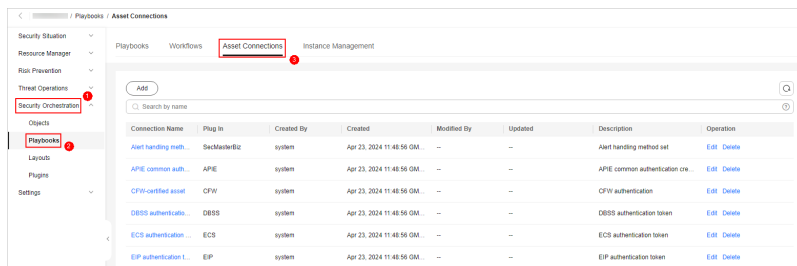 / Playbooks / Asset Connections
Security Situation
Resource Manager
Risk Prevention
Threat Operations
1
Security Orchestration
Objects
Playbooks
2
Layouts
Plugins
Settings
Playbooks Workflows Asset Connections Instance Management
3
Add
Search by name
Connection Name Plug In Created By Created Modified By Updated Description Operation
Alert handling meth... SecMasterBiz system Apr 23, 2024 11:48:56 GM... -- -- Alert handling method set Edit Delete
APIE common auth... APIE system Apr 23, 2024 11:48:56 GM... -- -- APIE common authentication cre... Edit Delete
CFW-certified asset CFW system Apr 23, 2024 11:48:56 GM... -- -- CFW authentication Edit Delete
DBSS authenticatio... DBSS system Apr 23, 2024 11:48:56 GM... -- -- DBSS authentication token Edit Delete
ECS authentication ... ECS system Apr 23, 2024 11:48:56 GM... -- -- ECS authentication token Edit Delete
EIP authentication t... EIP system Apr 23, 2024 11:48:56 GM... -- -- EIP authentication token Edit Delete